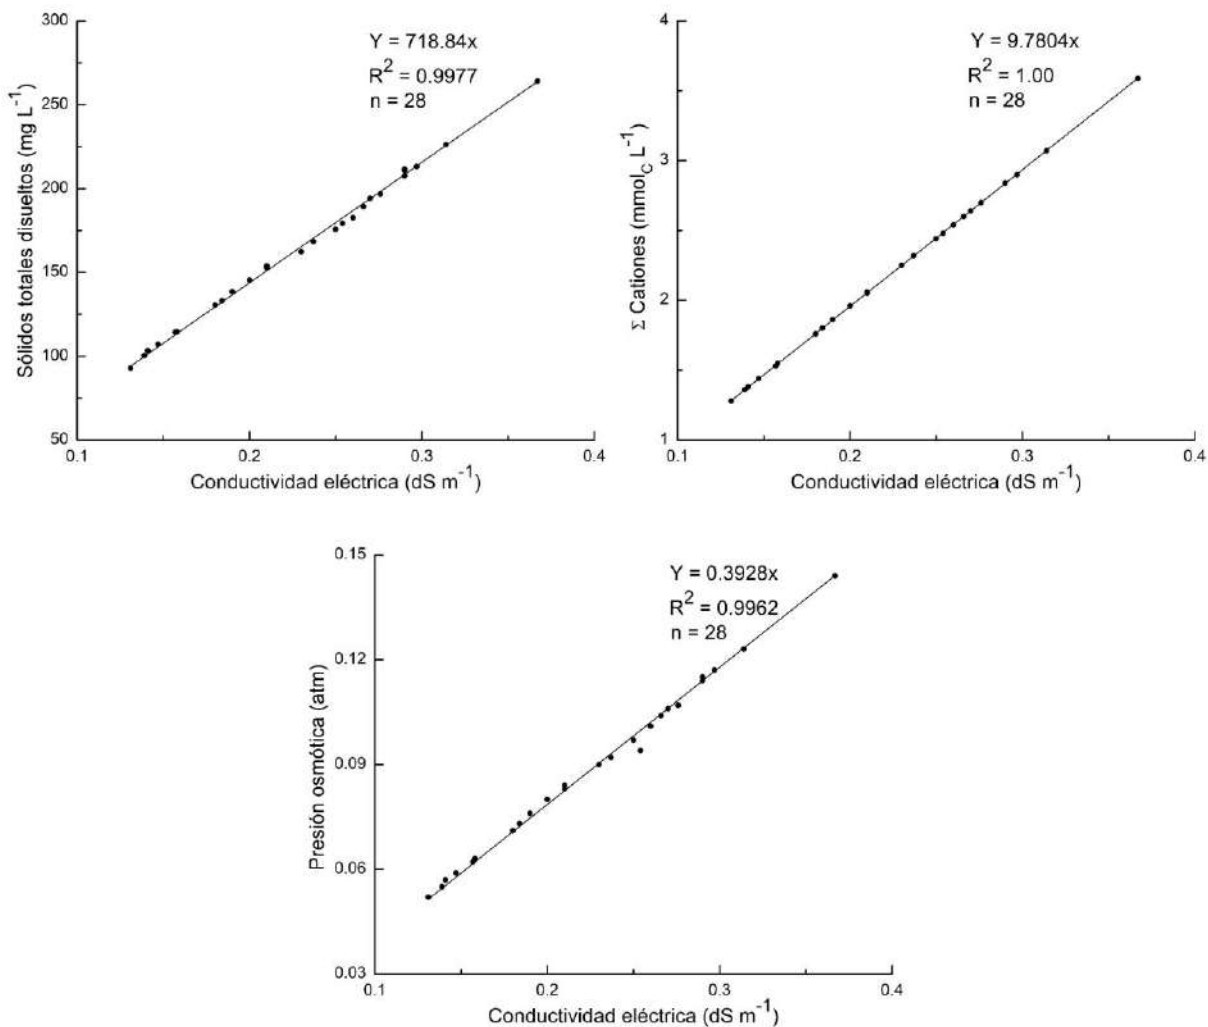 300
250
200
150
100
50
Sólidos totales disueltos (mg L⁻¹)
Y = 718.84x
R² = 0.9977
n = 28
0.1 0.2 0.3 0.4
Conductividad eléctrica (dS m⁻¹)
4
3
2
1
Σ Cationes (mmol_C L⁻¹)
Y = 9.7804x
R² = 1.00
n = 28
0.1 0.2 0.3 0.4
Conductividad eléctrica (dS m⁻¹)
0.15
0.12
0.09
0.06
0.03
Presión osmótica (atm)
Y = 0.3928x
R² = 0.9962
n = 28
0.1 0.2 0.3 0.4
Conductividad eléctrica (dS m⁻¹)